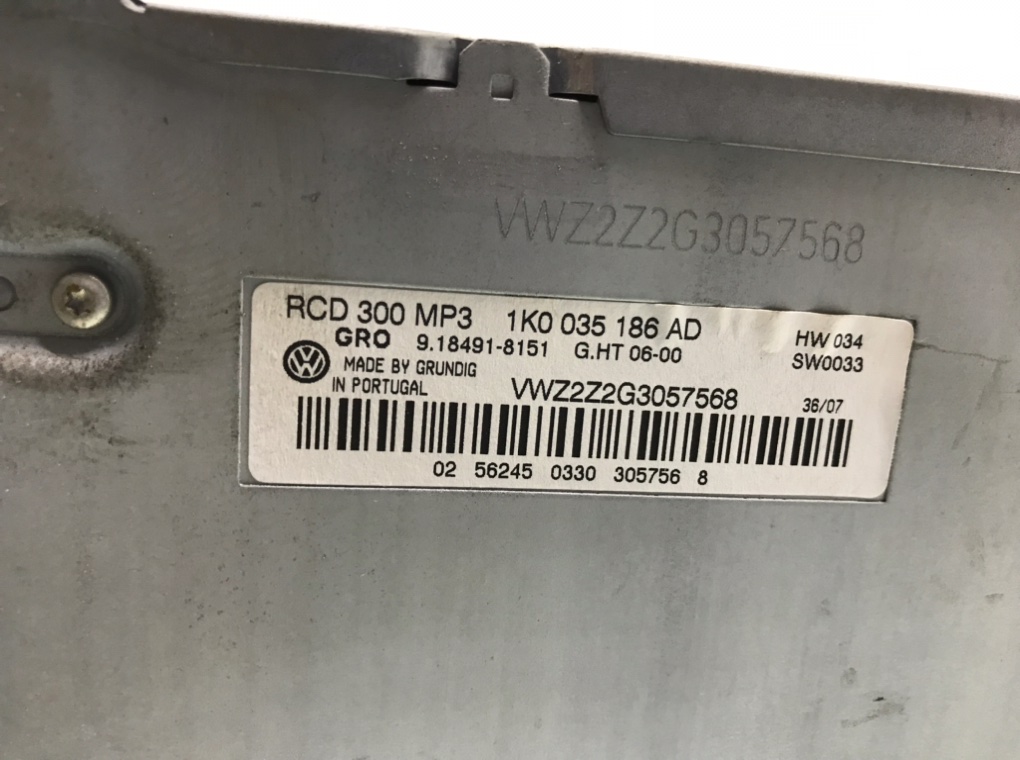 VWZ2Z2G3057568
RCD 300 MP3 1K0 035 186 AD
HW 034
GRO 9.18491-8151 G.HT 06-00
SW0033
MADE BY GRUNDIG
IN PORTUGAL
VWZ2Z2G3057568
36/07
02 56245 0330 305756 8